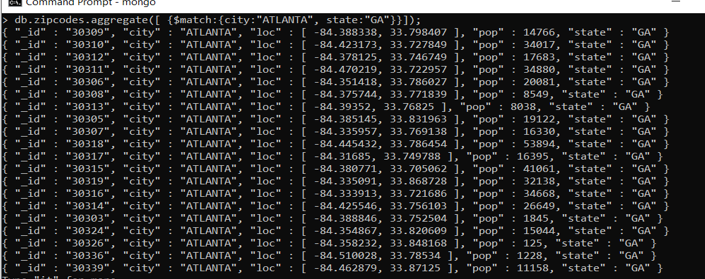 Command Prompt - mongo
> db.zipcodes.aggregate([ {$match:{city:"ATLANTA", state:"GA"}}]);
{ "_id" : "30309", "city" : "ATLANTA", "loc" : [ -84.388338, 33.798407 ], "pop" : 14766, "state" : "GA" }
{ "_id" : "30310", "city" : "ATLANTA", "loc" : [ -84.423173, 33.727849 ], "pop" : 34017, "state" : "GA" }
{ "_id" : "30312", "city" : "ATLANTA", "loc" : [ -84.378125, 33.746749 ], "pop" : 17683, "state" : "GA" }
{ "_id" : "30311", "city" : "ATLANTA", "loc" : [ -84.470219, 33.722957 ], "pop" : 34880, "state" : "GA" }
{ "_id" : "30306", "city" : "ATLANTA", "loc" : [ -84.351418, 33.786027 ], "pop" : 20081, "state" : "GA" }
{ "_id" : "30308", "city" : "ATLANTA", "loc" : [ -84.375744, 33.771839 ], "pop" : 8549, "state" : "GA" }
{ "_id" : "30313", "city" : "ATLANTA", "loc" : [ -84.39352, 33.76825 ], "pop" : 8038, "state" : "GA" }
{ "_id" : "30305", "city" : "ATLANTA", "loc" : [ -84.385145, 33.831963 ], "pop" : 19122, "state" : "GA" }
{ "_id" : "30307", "city" : "ATLANTA", "loc" : [ -84.335957, 33.769138 ], "pop" : 16330, "state" : "GA" }
{ "_id" : "30318", "city" : "ATLANTA", "loc" : [ -84.445432, 33.786454 ], "pop" : 53894, "state" : "GA" }
{ "_id" : "30317", "city" : "ATLANTA", "loc" : [ -84.31685, 33.749788 ], "pop" : 16395, "state" : "GA" }
{ "_id" : "30315", "city" : "ATLANTA", "loc" : [ -84.380771, 33.705062 ], "pop" : 41061, "state" : "GA" }
{ "_id" : "30319", "city" : "ATLANTA", "loc" : [ -84.335091, 33.868728 ], "pop" : 32138, "state" : "GA" }
{ "_id" : "30316", "city" : "ATLANTA", "loc" : [ -84.333913, 33.721686 ], "pop" : 34668, "state" : "GA" }
{ "_id" : "30314", "city" : "ATLANTA", "loc" : [ -84.425546, 33.756103 ], "pop" : 26649, "state" : "GA" }
{ "_id" : "30303", "city" : "ATLANTA", "loc" : [ -84.388846, 33.752504 ], "pop" : 1845, "state" : "GA" }
{ "_id" : "30324", "city" : "ATLANTA", "loc" : [ -84.354867, 33.820609 ], "pop" : 15044, "state" : "GA" }
{ "_id" : "30326", "city" : "ATLANTA", "loc" : [ -84.358232, 33.848168 ], "pop" : 125, "state" : "GA" }
{ "_id" : "30336", "city" : "ATLANTA", "loc" : [ -84.510028, 33.78534 ], "pop" : 1228, "state" : "GA" }
{ "_id" : "30339", "city" : "ATLANTA", "loc" : [ -84.462879, 33.87125 ], "pop" : 11158, "state" : "GA" }